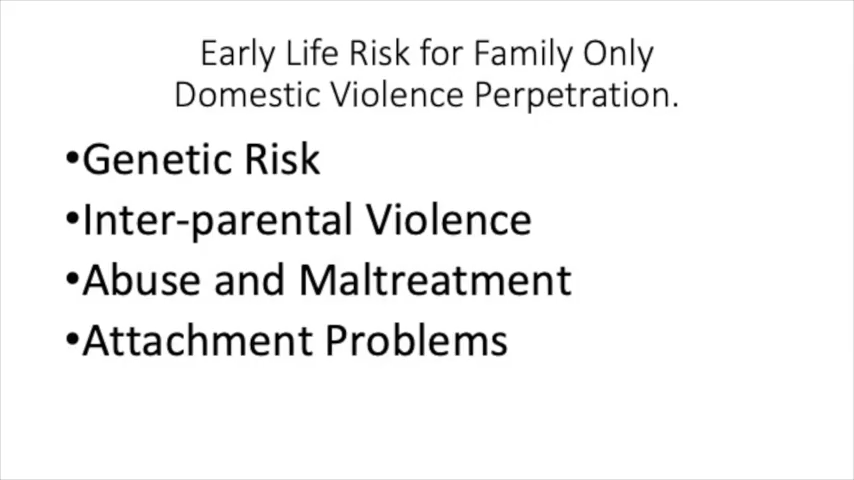 Early Life Risk for Family Only
Domestic Violence Perpetration.
•Genetic Risk
•Inter-parental Violence
•Abuse and Maltreatment
•Attachment Problems